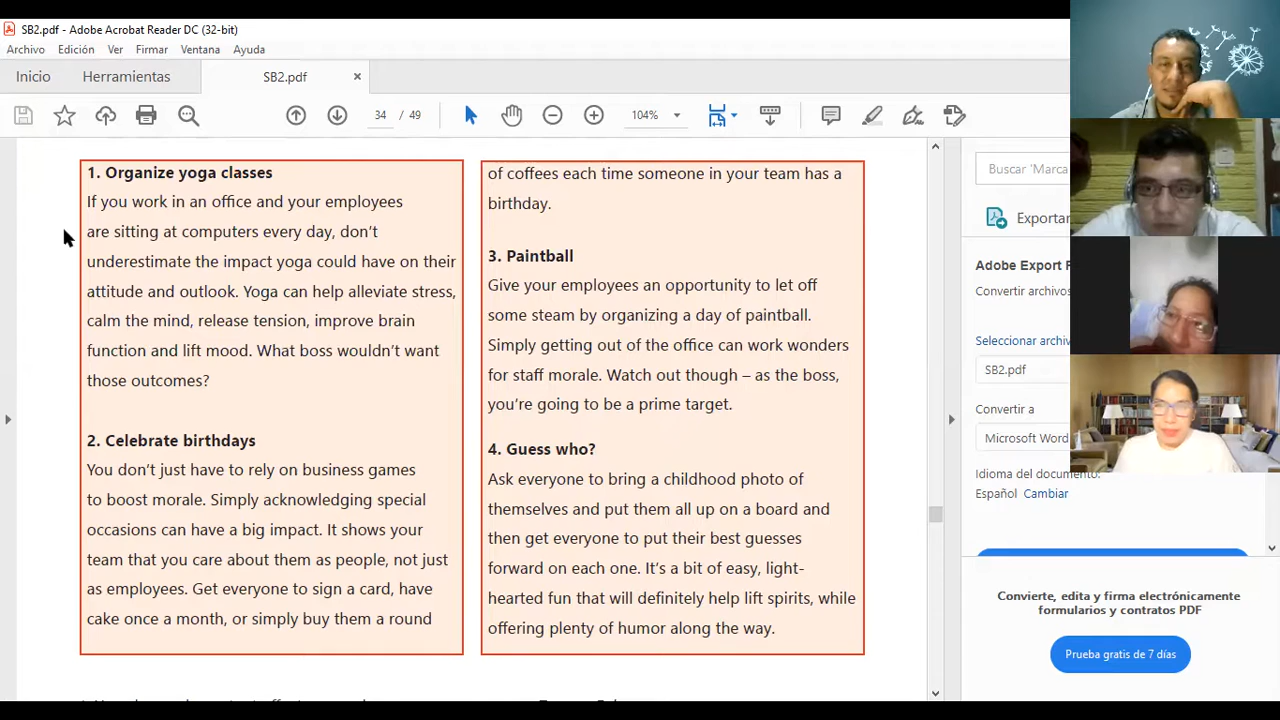 SB2.pdf - Adobe Acrobat Reader DC (32-bit)
Archivo Edición Ver Firmar Ventana Ayuda
Inicio Herramientas SB2.pdf ×
34 / 49 104%
1. Organize yoga classes
If you work in an office and your employees
are sitting at computers every day, don't
underestimate the impact yoga could have on their
attitude and outlook. Yoga can help alleviate stress,
calm the mind, release tension, improve brain
function and lift mood. What boss wouldn't want
those outcomes?
2. Celebrate birthdays
You don't just have to rely on business games
to boost morale. Simply acknowledging special
occasions can have a big impact. It shows your
team that you care about them as people, not just
as employees. Get everyone to sign a card, have
cake once a month, or simply buy them a round
of coffees each time someone in your team has a
birthday.
3. Paintball
Give your employees an opportunity to let off
some steam by organizing a day of paintball.
Simply getting out of the office can work wonders
for staff morale. Watch out though – as the boss,
you're going to be a prime target.
4. Guess who?
Ask everyone to bring a childhood photo of
themselves and put them all up on a board and
then get everyone to put their best guesses
forward on each one. It's a bit of easy, light-
hearted fun that will definitely help lift spirits, while
offering plenty of humor along the way.
Buscar 'Marca
Exportar
Adobe Export
Convertir archivos
Seleccionar archiv
SB2.pdf
Convertir a
Microsoft Word
Idioma del documento:
Español Cambiar
Convierte, edita y firma electrónicamente
formularios y contratos PDF
Prueba gratis de 7 días